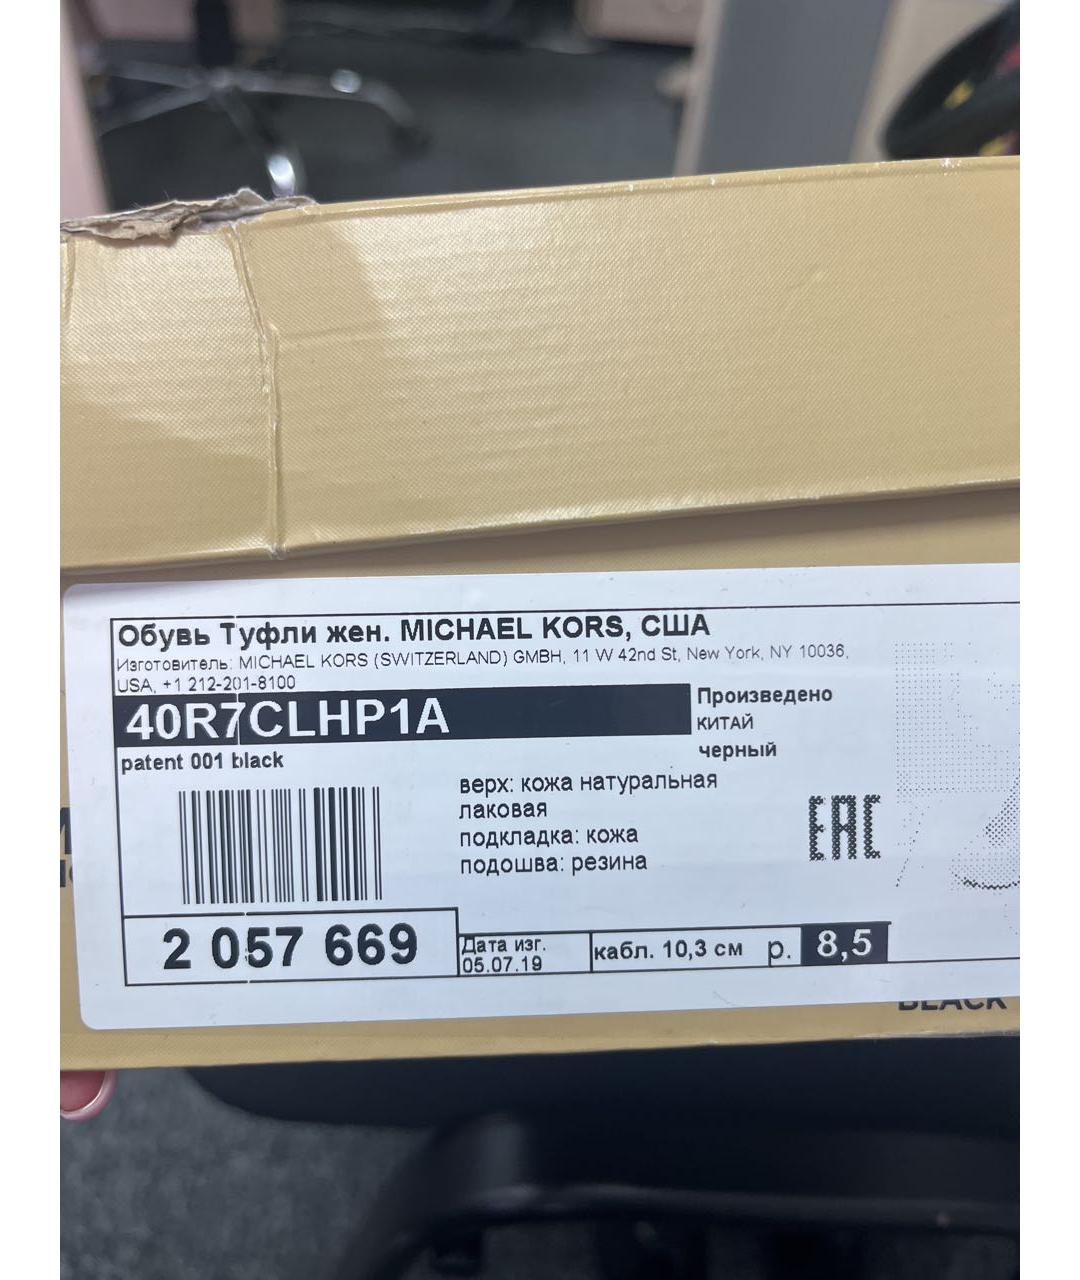 Обувь Туфли жен. MICHAEL KORS, США
Изготовитель: MICHAEL KORS (SWITZERLAND) GMBH, 11 W 42nd St, New York, NY 10036,
USA, +1 212-201-8100
40R7CLHP1A
Произведено
КИТАЙ
черный
patent 001 black
верх: кожа натуральная
лаковая
подкладка: кожа
подошва: резина
EAC
2 057 669
Дата изг.
05.07.19
кабл. 10,3 см
р. 8,5
BLACK